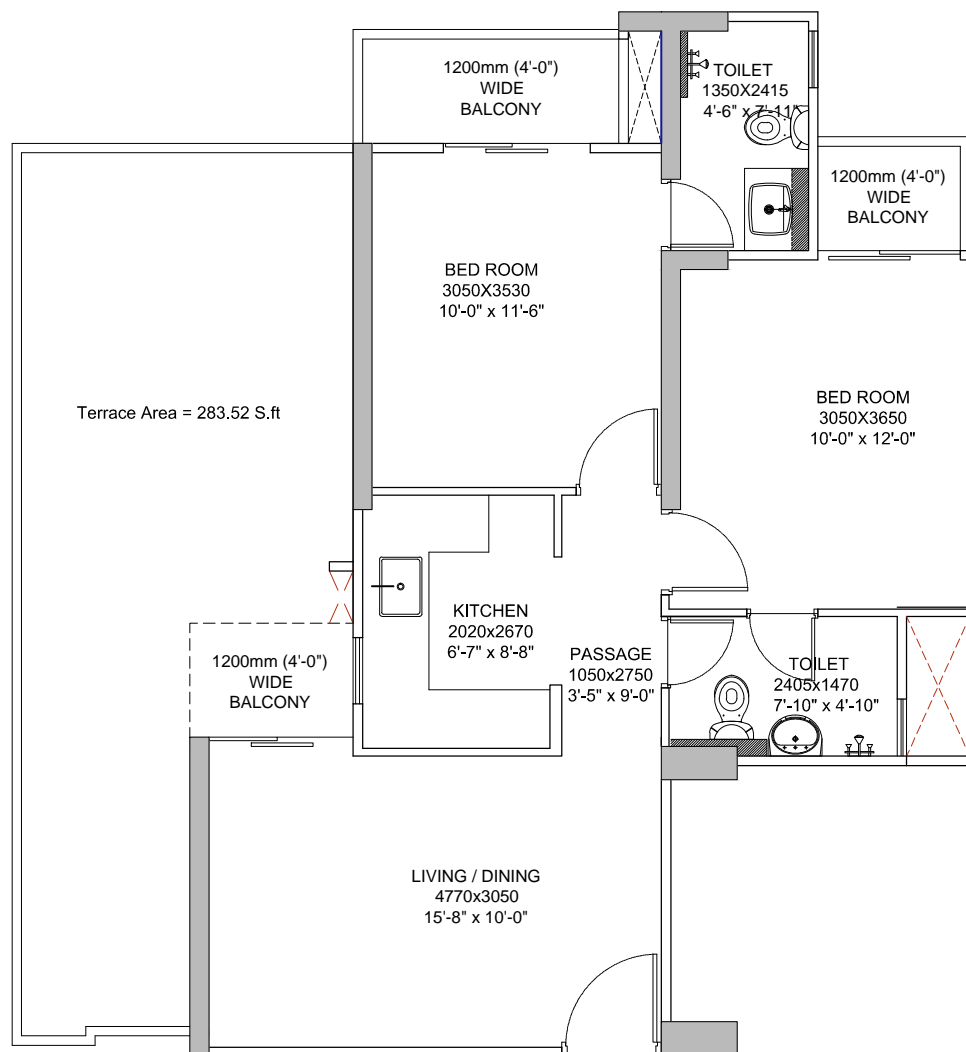 1200mm (4'-0")
WIDE
BALCONY
TOILET
1350X2415
4'-6" x 7'-11"
1200mm (4'-0")
WIDE
BALCONY
BED ROOM
3050X3530
10'-0" x 11'-6"
Terrace Area = 283.52 S.ft
BED ROOM
3050X3650
10'-0" x 12'-0"
KITCHEN
2020x2670
6'-7" x 8'-8"
PASSAGE
1050x2750
3'-5" x 9'-0"
1200mm (4'-0")
WIDE
BALCONY
TOILET
2405x1470
7'-10" x 4'-10"
LIVING / DINING
4770x3050
15'-8" x 10'-0"